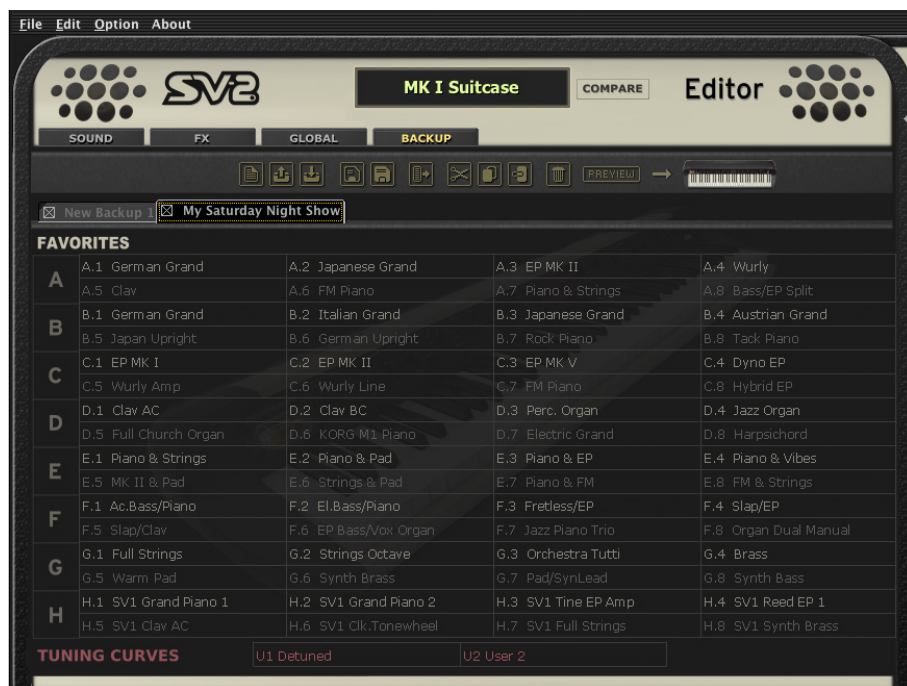 File Edit Option About
SV2 MK I Suitcase COMPARE Editor
SOUND FX GLOBAL BACKUP
PREVIEW
New Backup 1 My Saturday Night Show
FAVORITES
A
A.1 German Grand A.2 Japanese Grand A.3 EP MK II A.4 Wurly
A.5 Clav A.6 FM Piano A.7 Piano & Strings A.8 Bass/EP Split
B
B.1 German Grand B.2 Italian Grand B.3 Japanese Grand B.4 Austrian Grand
B.5 Japan Upright B.6 German Upright B.7 Rock Piano B.8 Tack Piano
C
C.1 EP MK I C.2 EP MK II C.3 EP MK V C.4 Dyno EP
C.5 Wurly Amp C.6 Wurly Line C.7 FM Piano C.8 Hybrid EP
D
D.1 Clav AC D.2 Clav BC D.3 Perc. Organ D.4 Jazz Organ
D.5 Full Church Organ D.6 KORG M1 Piano D.7 Electric Grand D.8 Harpsichord
E
E.1 Piano & Strings E.2 Piano & Pad E.3 Piano & EP E.4 Piano & Vibes
E.5 MK II & Pad E.6 Strings & Pad E.7 Piano & FM E.8 FM & Strings
F
F.1 Ac.Bass/Piano F.2 El.Bass/Piano F.3 Fretless/EP F.4 Slap/EP
F.5 Slap/Clav F.6 EP Bass/Vox Organ F.7 Jazz Piano Trio F.8 Organ Dual Manual
G
G.1 Full Strings G.2 Strings Octave G.3 Orchestra Tutti G.4 Brass
G.5 Warm Pad G.6 Synth Brass G.7 Pad/SynLead G.8 Synth Bass
H
H.1 SV1 Grand Piano 1 H.2 SV1 Grand Piano 2 H.3 SV1 Tine EP Amp H.4 SV1 Reed EP 1
H.5 SV1 Clav AC H.6 SV1 Clk.Tonewheel H.7 SV1 Full Strings H.8 SV1 Synth Brass
TUNING CURVES U1 Detuned U2 User 2